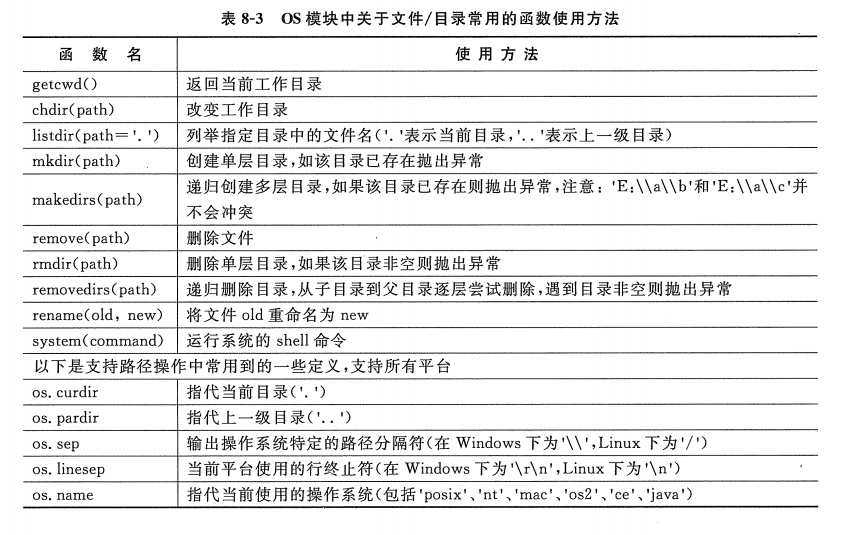 表 8-3 OS 模块中关于文件/目录常用的函数使用方法
函 数 名 使 用 方 法
getcwd() 返回当前工作目录
chdir(path) 改变工作目录
listdir(path='.') 列举指定目录中的文件名('.'表示当前目录,'..'表示上一级目录)
mkdir(path) 创建单层目录,如该目录已存在抛出异常
makedirs(path) 递归创建多层目录,如果该目录已存在则抛出异常,注意:'E:\\a\\b'和'E:\\a\\c'并
不会冲突
remove(path) 删除文件
rmdir(path) 删除单层目录,如果该目录非空则抛出异常
removedirs(path) 递归删除目录,从子目录到父目录逐层尝试删除,遇到目录非空则抛出异常
rename(old, new) 将文件 old 重命名为 new
system(command) 运行系统的 shell 命令
以下是支持路径操作中常用到的一些定义,支持所有平台
os. curdir 指代当前目录('.')
os. pardir 指代上一级目录('..')
os. sep 输出操作系统特定的路径分隔符(在 Windows 下为'\\',Linux 下为'/')
os. linesep 当前平台使用的行终止符(在 Windows 下为'\r\n',Linux 下为'\n')
os. name 指代当前使用的操作系统(包括'posix'、'nt'、'mac'、'os2'、'ce'、'java')